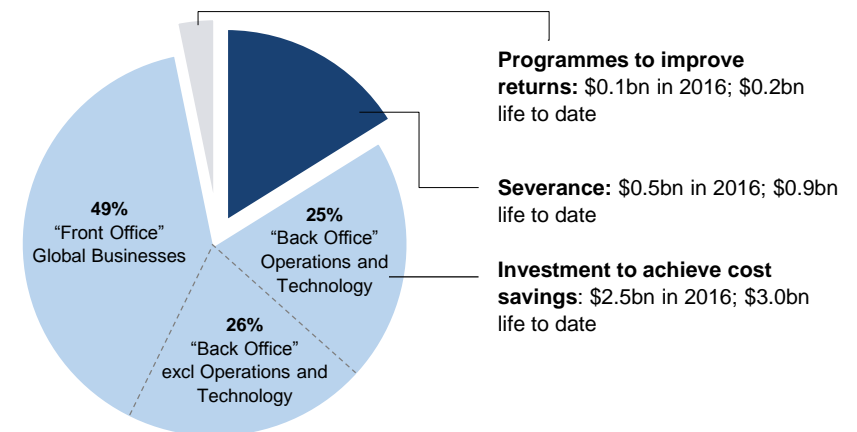 Programmes to improve
returns: $0.1bn in 2016; $0.2bn
life to date
Severance: $0.5bn in 2016; $0.9bn
life to date
Investment to achieve cost
savings: $2.5bn in 2016; $3.0bn
life to date
49%
“Front Office”
Global Businesses
25%
“Back Office”
Operations and
Technology
26%
“Back Office”
excl Operations and
Technology